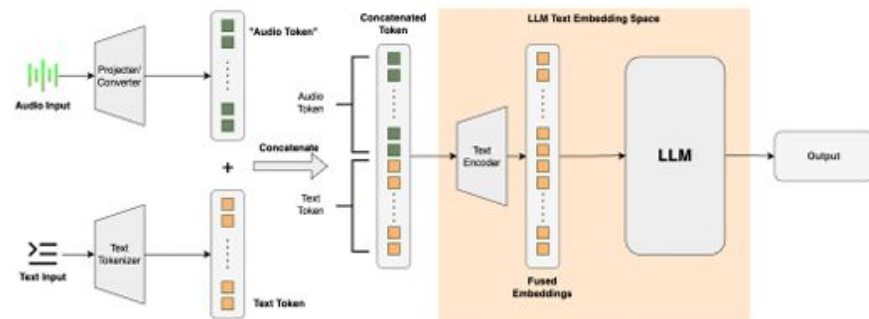 Audio Input
Projecter/
Converter
"Audio Token"
+
Concatenate
Text Input
Text
Tokenizer
Text Token
Concatenated
Token
Audio
Token
Text
Token
LLM Text Embedding Space
Text
Encoder
Fused
Embeddings
LLM
Output